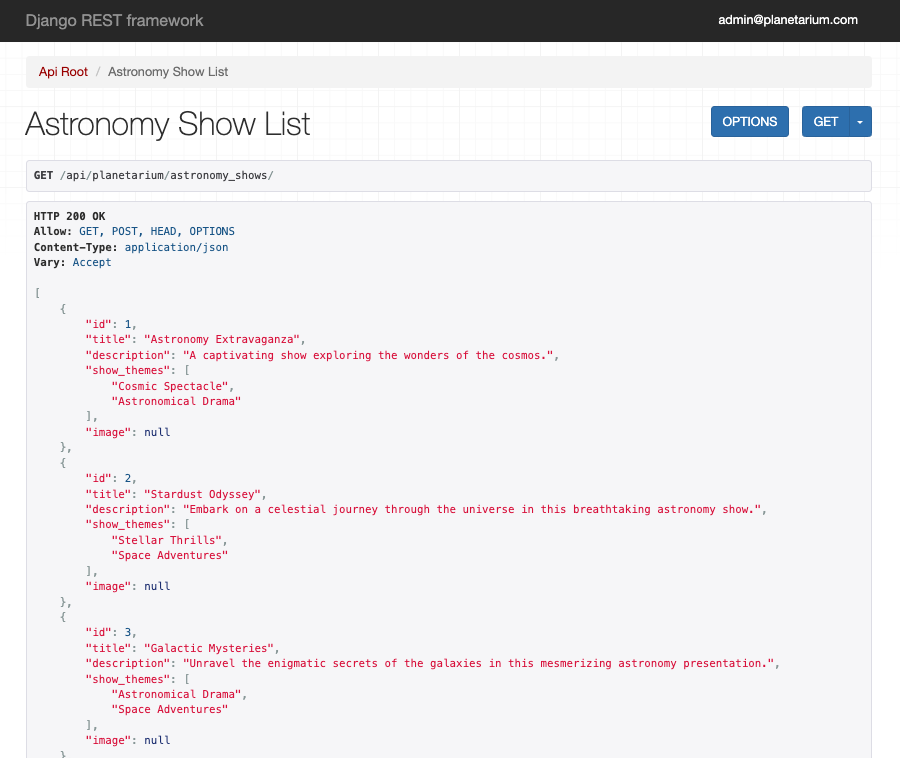 Django REST framework
admin@planetarium.com
Api Root / Astronomy Show List
Astronomy Show List
OPTIONS
GET
GET /api/planetarium/astronomy_shows/
HTTP 200 OK
Allow: GET, POST, HEAD, OPTIONS
Content-Type: application/json
Vary: Accept
[
    {
        "id": 1,
        "title": "Astronomy Extravaganza",
        "description": "A captivating show exploring the wonders of the cosmos.",
        "show_themes": [
            "Cosmic Spectacle",
            "Astronomical Drama"
        ],
        "image": null
    },
    {
        "id": 2,
        "title": "Stardust Odyssey",
        "description": "Embark on a celestial journey through the universe in this breathtaking astronomy show.",
        "show_themes": [
            "Stellar Thrills",
            "Space Adventures"
        ],
        "image": null
    },
    {
        "id": 3,
        "title": "Galactic Mysteries",
        "description": "Unravel the enigmatic secrets of the galaxies in this mesmerizing astronomy presentation.",
        "show_themes": [
            "Astronomical Drama",
            "Space Adventures"
        ],
        "image": null
    }